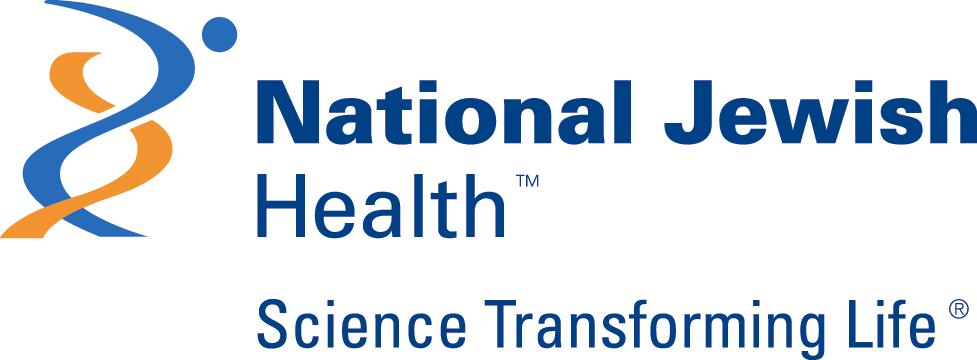 National Jewish
Health™
Science Transforming Life®